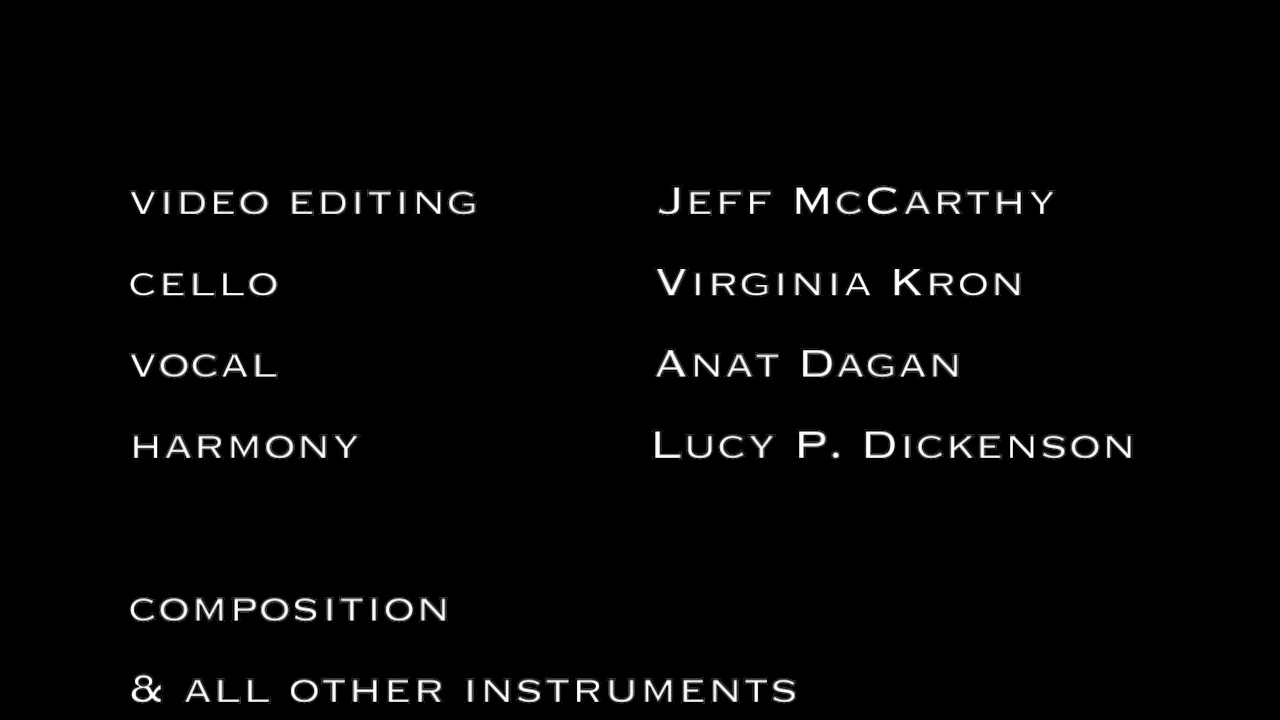 VIDEO EDITING JEFF MCCARTHY
CELLO VIRGINIA KRON
VOCAL ANAT DAGAN
HARMONY LUCY P. DICKENSON
COMPOSITION
& ALL OTHER INSTRUMENTS